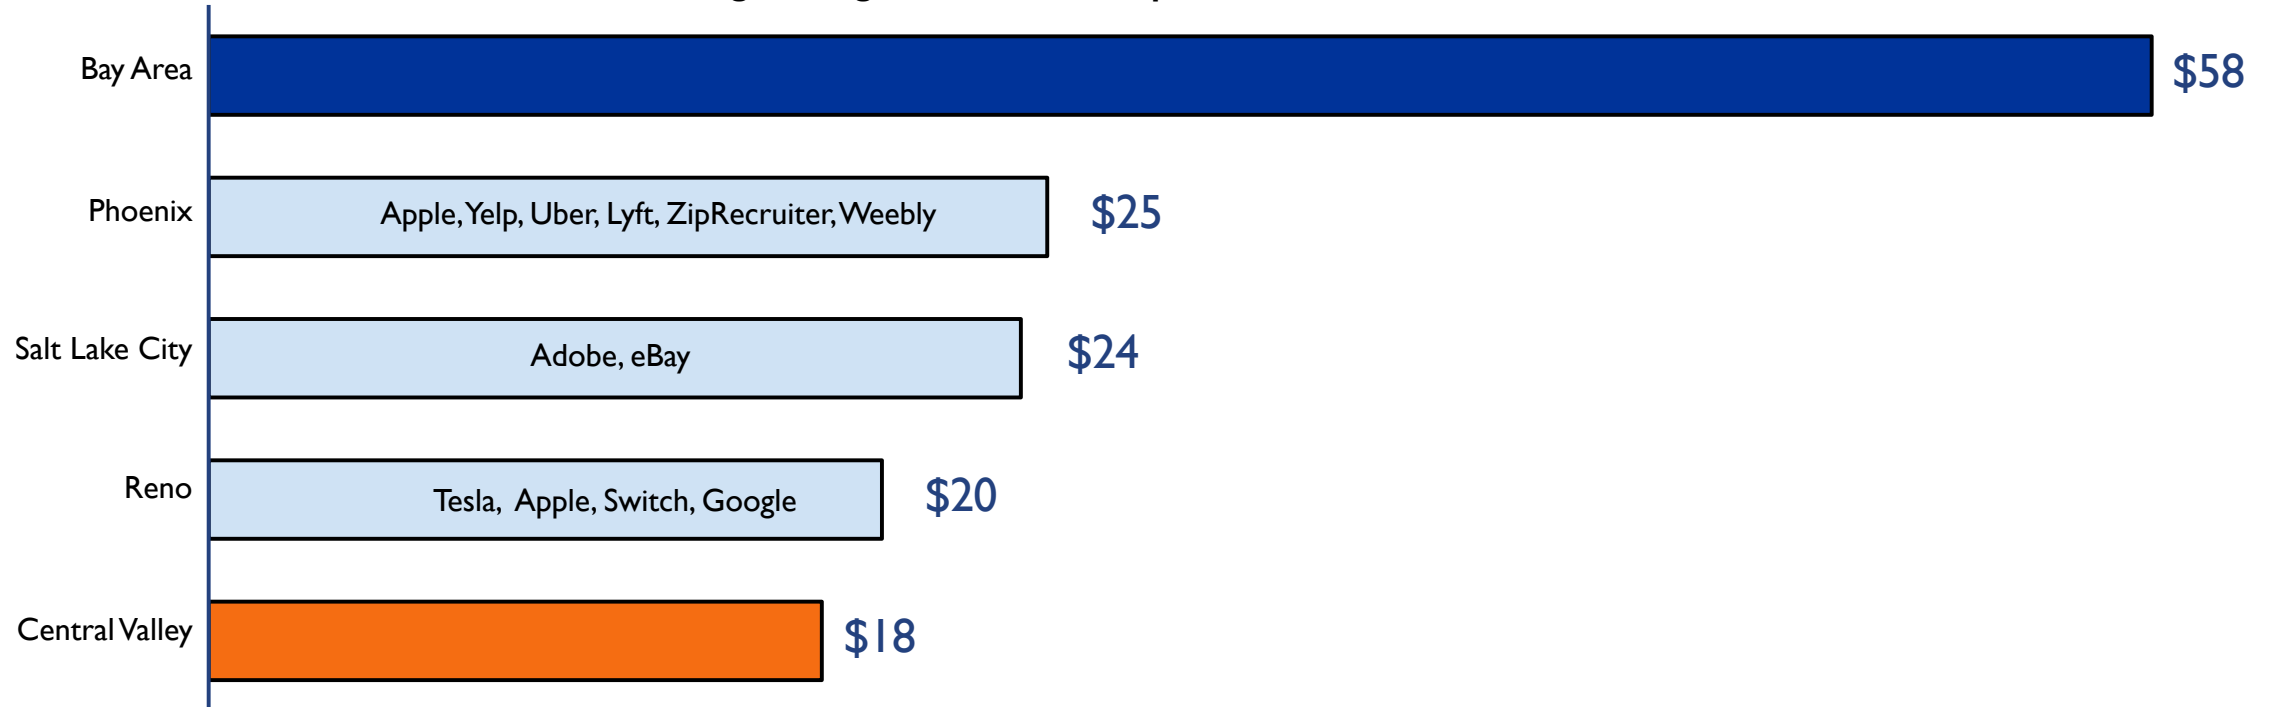 Bay Area $58
Phoenix Apple, Yelp, Uber, Lyft, ZipRecruiter, Weebly $25
Salt Lake City Adobe, eBay $24
Reno Tesla, Apple, Switch, Google $20
Central Valley $18